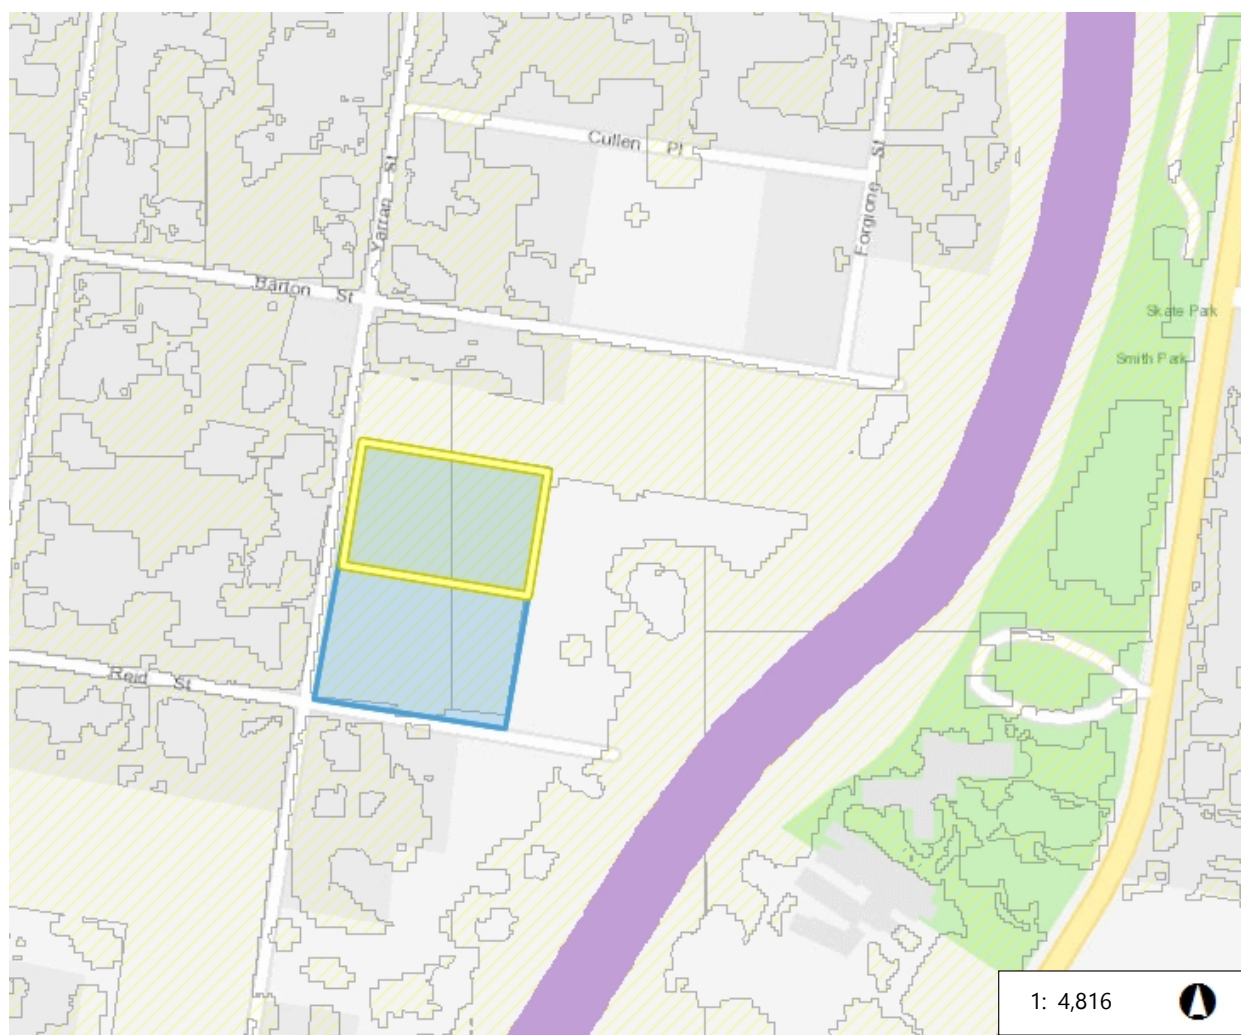 Cullen Pl
Yarran St
Forgione St
Barton St
Skate Park
Smith Park
Reid St
1: 4,816